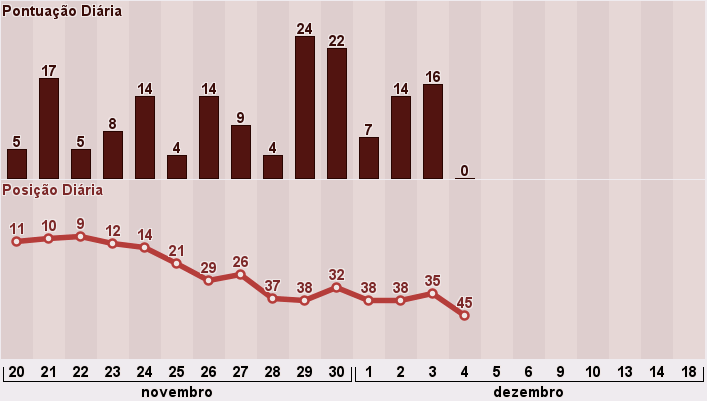 Pontuação Diária
5 17 5 8 14 4 14 9 4 24 22 7 14 16 0
Posição Diária
11 10 9 12 14 21 29 26 37 38 32 38 38 35 45
20 21 22 23 24 25 26 27 28 29 30 1 2 3 4 5 6 9 10 13 14 18
novembro dezembro